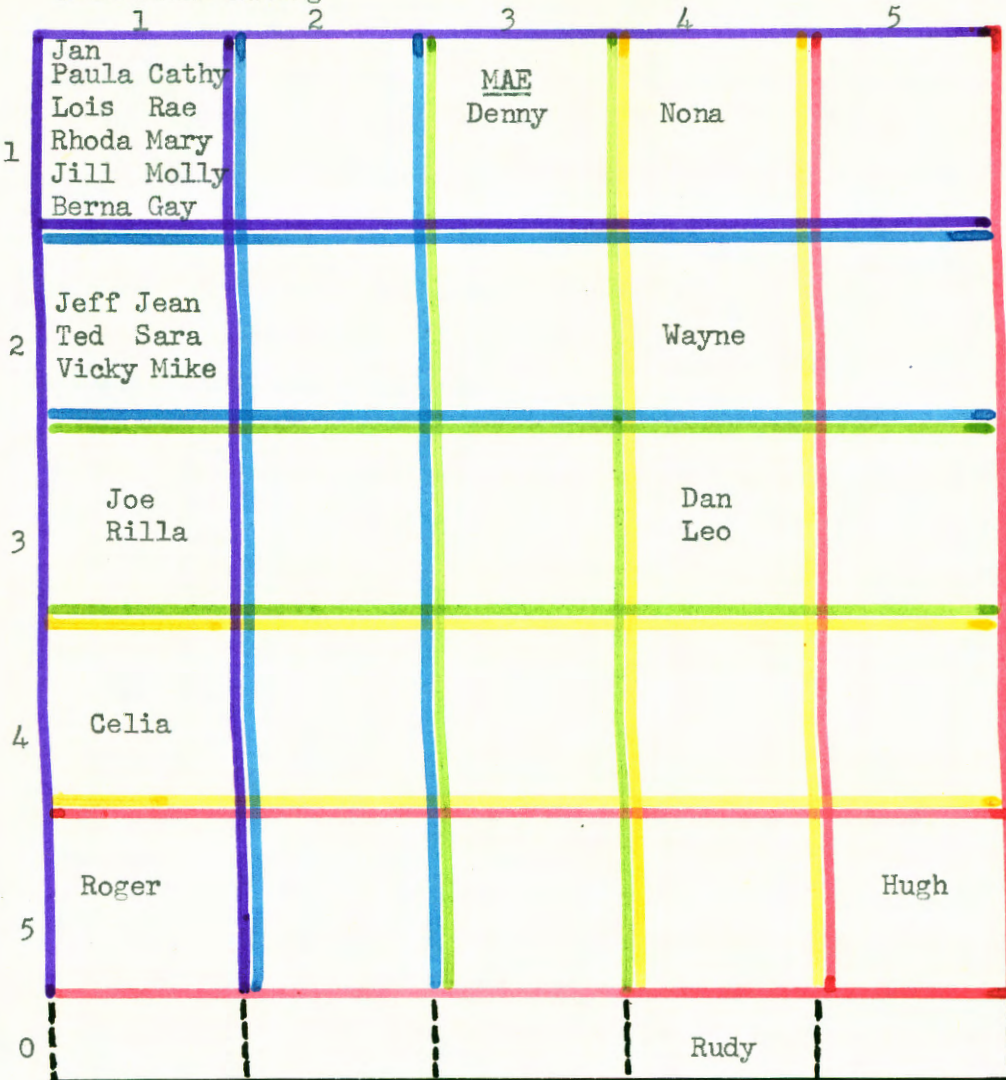 1 2 3 4 5
1
Jan
Paula Cathy
Lois Rae
Rhoda Mary
Jill Molly
Berna Gay
MAE
Denny
Nona
2
Jeff Jean
Ted Sara
Vicky Mike
Wayne
3
Joe
Rilla
Dan
Leo
4
Celia
5
Roger
Hugh
0
Rudy